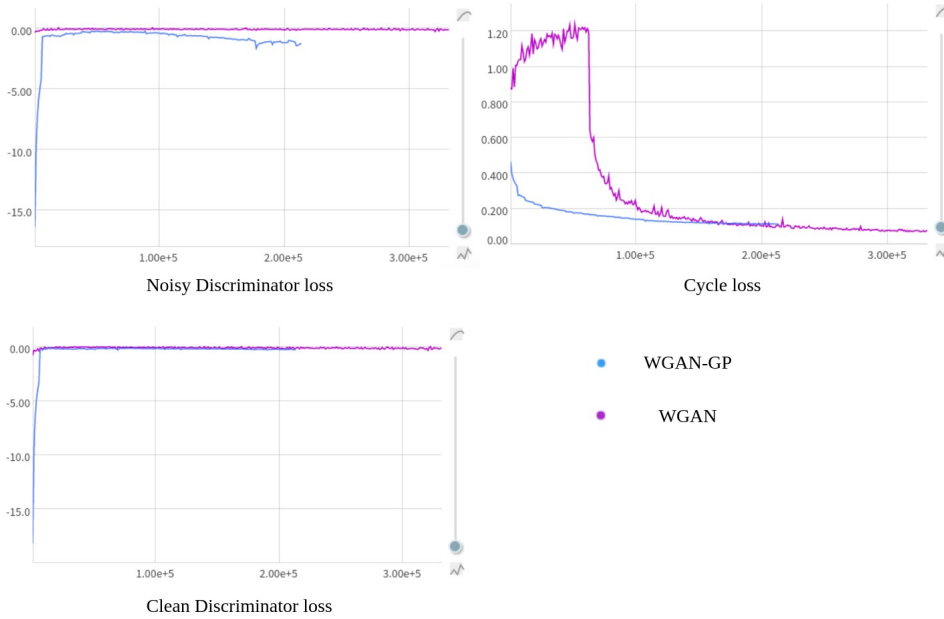 0.00
-5.00
-10.0
-15.0
1.00e+5 2.00e+5 3.00e+5
Noisy Discriminator loss
1.20
1.00
0.800
0.600
0.400
0.200
0.00
1.00e+5 2.00e+5 3.00e+5
Cycle loss
0.00
-5.00
-10.0
-15.0
1.00e+5 2.00e+5 3.00e+5
Clean Discriminator loss
WGAN-GP
WGAN